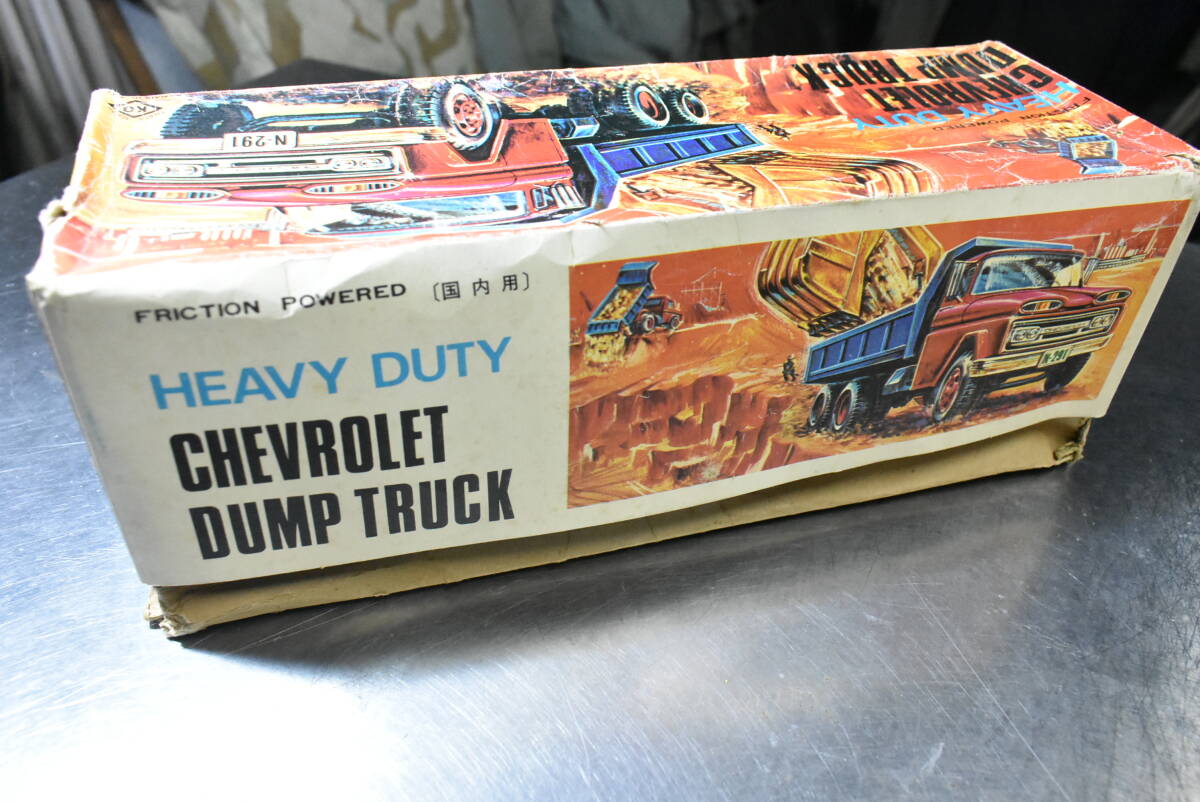 FRICTION POWERED 〔国内用〕
HEAVY DUTY
CHEVROLET
DUMP TRUCK
N-291
N-291
FRICTION POWERED
HEAVY DUTY
CHEVROLET
DUMP TRUCK